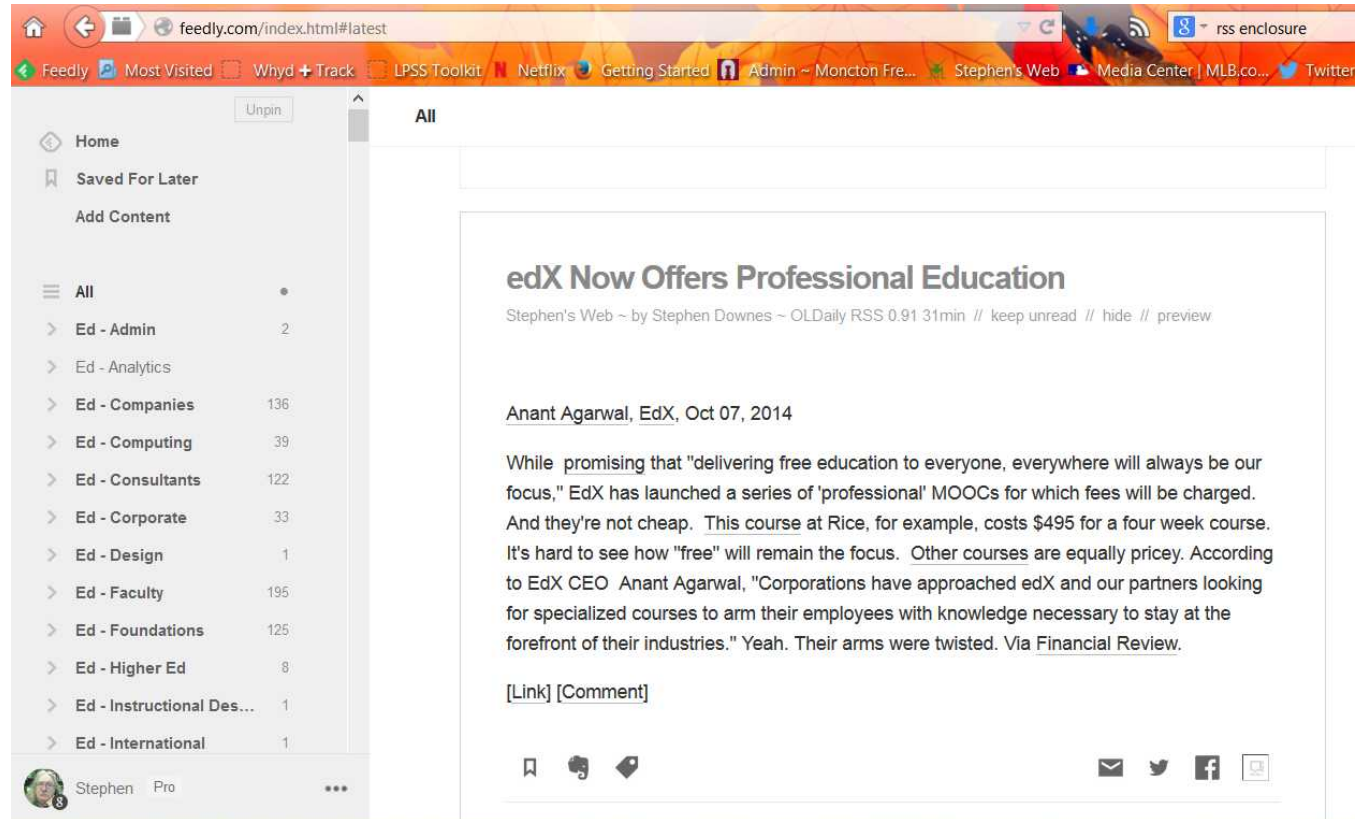 feedly.com/index.html#latest
8 rss enclosure
Feedly Most Visited Whyd + Track LPSS Toolkit N Netflix Getting Started Admin ~ Moncton Fre... Stephen's Web Media Center | MLB.co... Twitter
Unpin
Home
Saved For Later
Add Content
All
Ed - Admin 2
Ed - Analytics
Ed - Companies 136
Ed - Computing 39
Ed - Consultants 122
Ed - Corporate 33
Ed - Design 1
Ed - Faculty 195
Ed - Foundations 125
Ed - Higher Ed 8
Ed - Instructional Des... 1
Ed - International 1
8
Stephen Pro
All
edX Now Offers Professional Education
Stephen's Web ~ by Stephen Downes ~ OLDaily RSS 0.91 31min // keep unread // hide // preview
Anant Agarwal, EdX, Oct 07, 2014
While promising that "delivering free education to everyone, everywhere will always be our
focus," EdX has launched a series of 'professional' MOOCs for which fees will be charged.
And they're not cheap. This course at Rice, for example, costs $495 for a four week course.
It's hard to see how "free" will remain the focus. Other courses are equally pricey. According
to EdX CEO Anant Agarwal, "Corporations have approached edX and our partners looking
for specialized courses to arm their employees with knowledge necessary to stay at the
forefront of their industries." Yeah. Their arms were twisted. Via Financial Review.
[Link] [Comment]